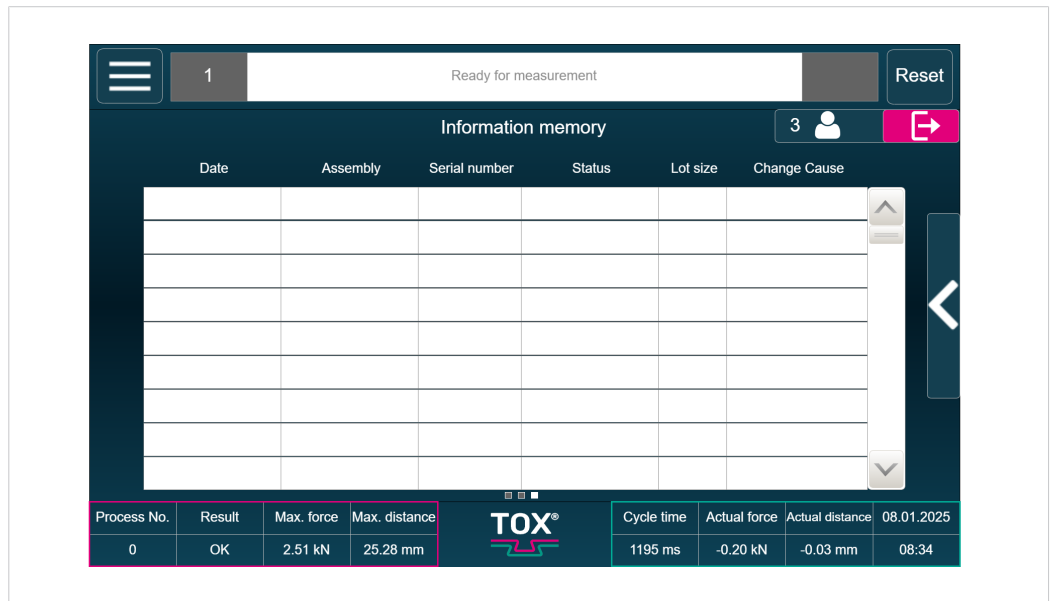 1 Ready for measurement Reset
Information memory 3
Date Assembly Serial number Status Lot size Change Cause
Process No. Result Max. force Max. distance TOX® Cycle time Actual force Actual distance 08.01.2025
0 OK 2.51 kN 25.28 mm 1195 ms -0.20 kN -0.03 mm 08:34